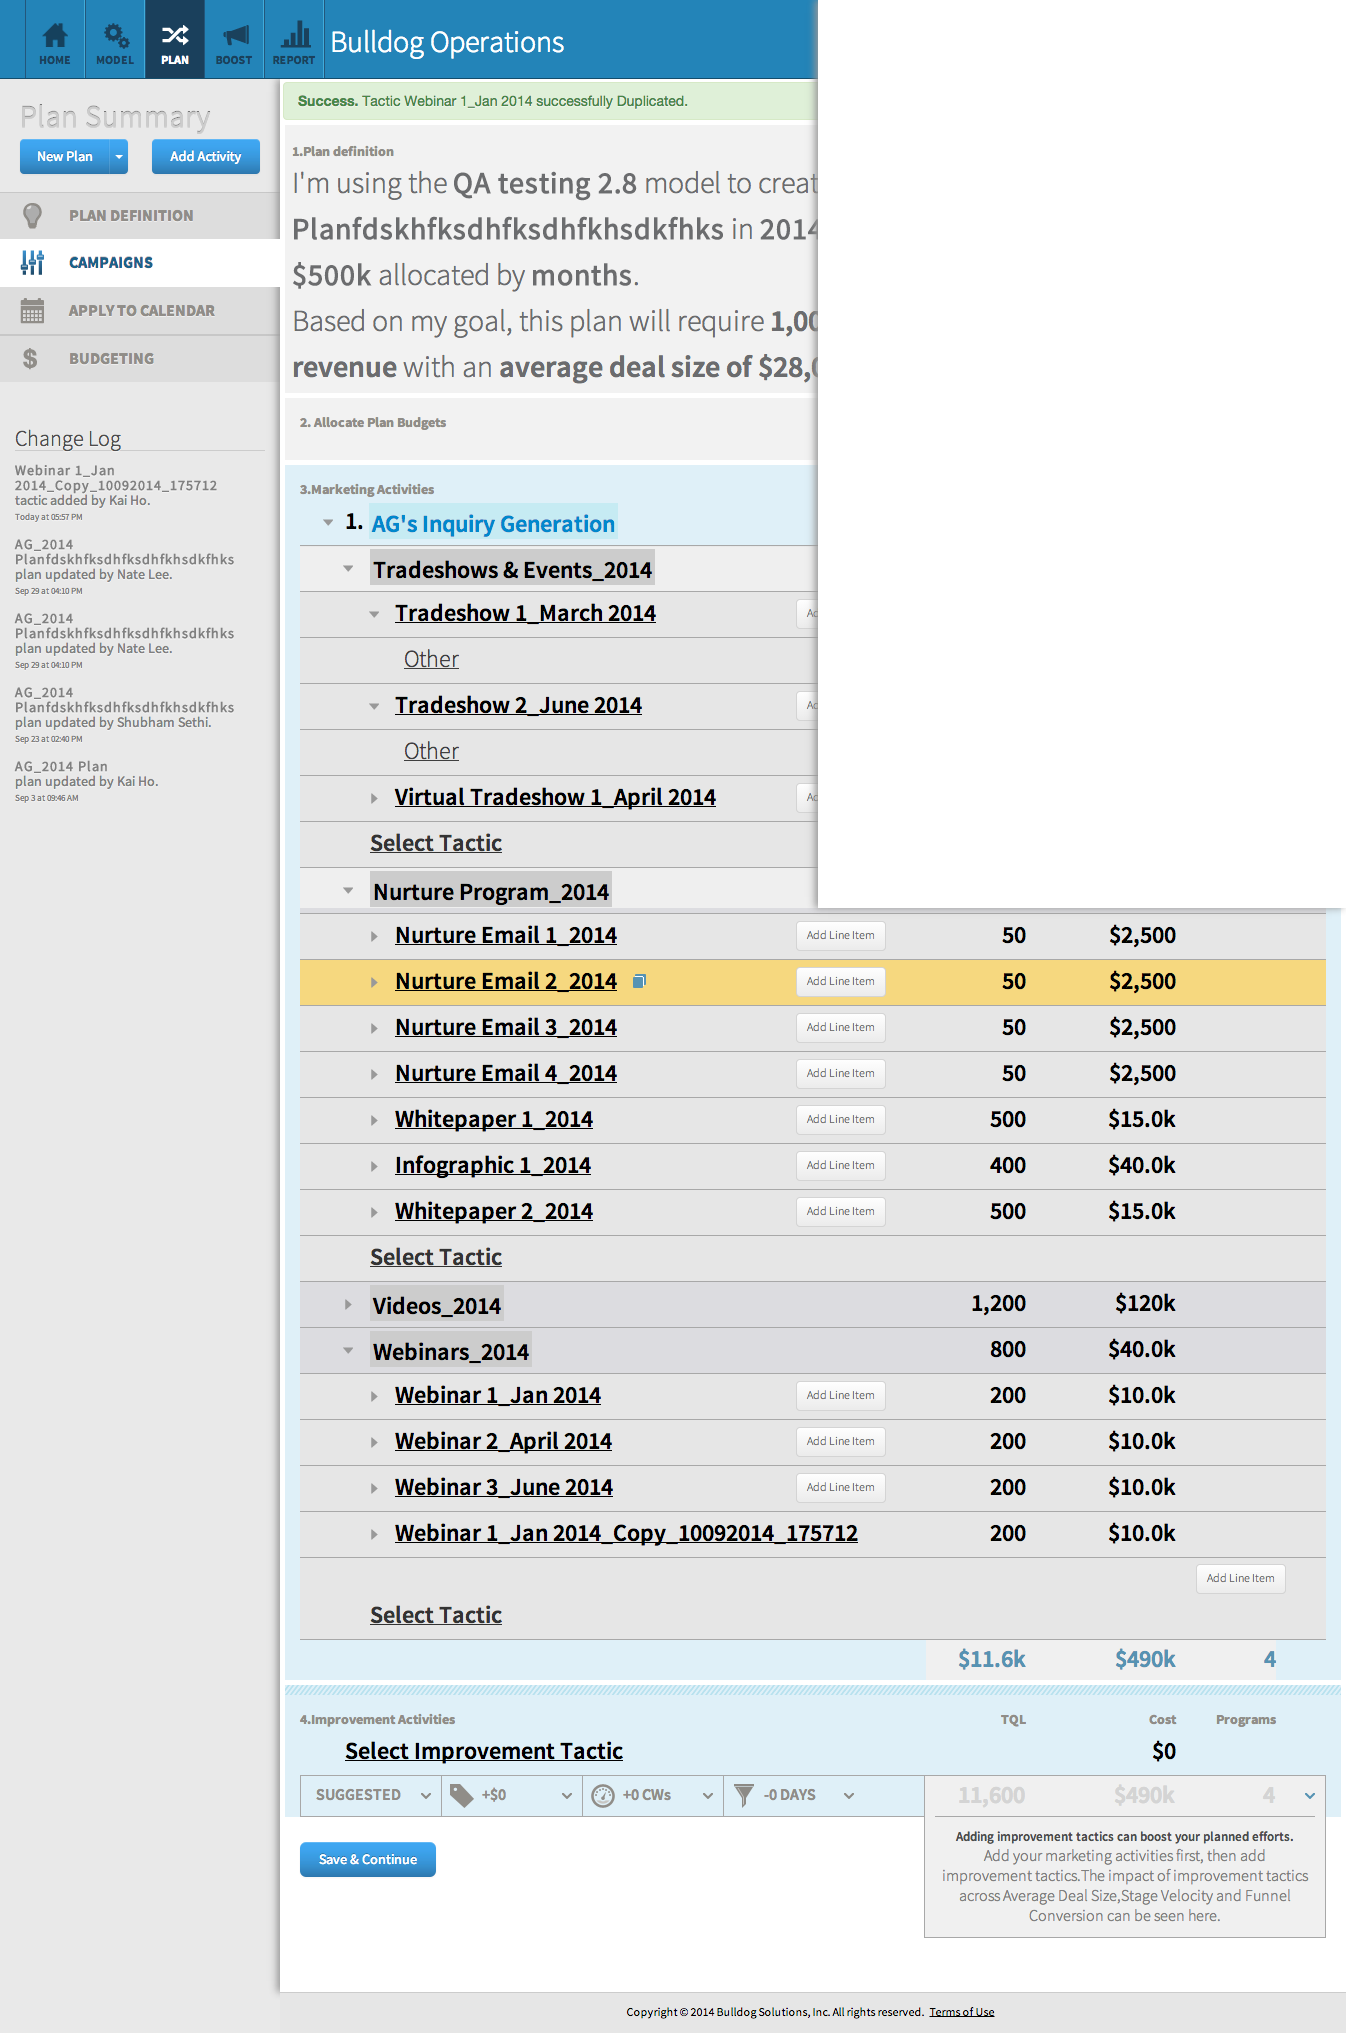 HOME
MODEL
PLAN
BOOST
REPORT
Bulldog Operations
Plan Summary
New Plan
Add Activity
PLAN DEFINITION
CAMPAIGNS
APPLY TO CALENDAR
BUDGETING
Change Log
Webinar 1_Jan
2014_Copy_10092014_175712
tactic added by Kai Ho.
Today at 05:57 PM
AG_2014
Planfdskhfksdhfksdhfkhsdkfhks
plan updated by Nate Lee.
Sep 29 at 04:10 PM
AG_2014
Planfdskhfksdhfksdhfkhsdkfhks
plan updated by Nate Lee.
Sep 29 at 04:10 PM
AG_2014
Planfdskhfksdhfksdhfkhsdkfhks
plan updated by Shubham Sethi.
Sep 23 at 02:40 PM
AG_2014 Plan
plan updated by Kai Ho.
Sep 3 at 09:46 AM
Success. Tactic Webinar 1_Jan 2014 successfully Duplicated.
1.Plan definition
I'm using the QA testing 2.8 model to creat
Planfdskhfksdhfksdhfkhsdkfhks in 2014
$500k allocated by months.
Based on my goal, this plan will require 1,00
revenue with an average deal size of $28,
2. Allocate Plan Budgets
3.Marketing Activities
1. AG's Inquiry Generation
Tradeshows & Events_2014
Tradeshow 1_March 2014 Ad
Other
Tradeshow 2_June 2014 Ad
Other
Virtual Tradeshow 1_April 2014 Ad
Select Tactic
Nurture Program_2014
Nurture Email 1_2014 Add Line Item 50 $2,500
Nurture Email 2_2014 Add Line Item 50 $2,500
Nurture Email 3_2014 Add Line Item 50 $2,500
Nurture Email 4_2014 Add Line Item 50 $2,500
Whitepaper 1_2014 Add Line Item 500 $15.0k
Infographic 1_2014 Add Line Item 400 $40.0k
Whitepaper 2_2014 Add Line Item 500 $15.0k
Select Tactic
Videos_2014 1,200 $120k
Webinars_2014 800 $40.0k
Webinar 1_Jan 2014 Add Line Item 200 $10.0k
Webinar 2_April 2014 Add Line Item 200 $10.0k
Webinar 3_June 2014 Add Line Item 200 $10.0k
Webinar 1_Jan 2014_Copy_10092014_175712 200 $10.0k
Add Line Item
Select Tactic
$11.6k $490k 4
4.Improvement Activities TQL Cost Programs
Select Improvement Tactic $0
SUGGESTED +$0 +0 CWs -0 DAYS 11,600 $490k 4
Adding improvement tactics can boost your planned efforts.
Add your marketing activities first, then add
improvement tactics.The impact of improvement tactics
across Average Deal Size,Stage Velocity and Funnel
Conversion can be seen here.
Save & Continue
Copyright © 2014 Bulldog Solutions, Inc. All rights reserved. Terms of Use